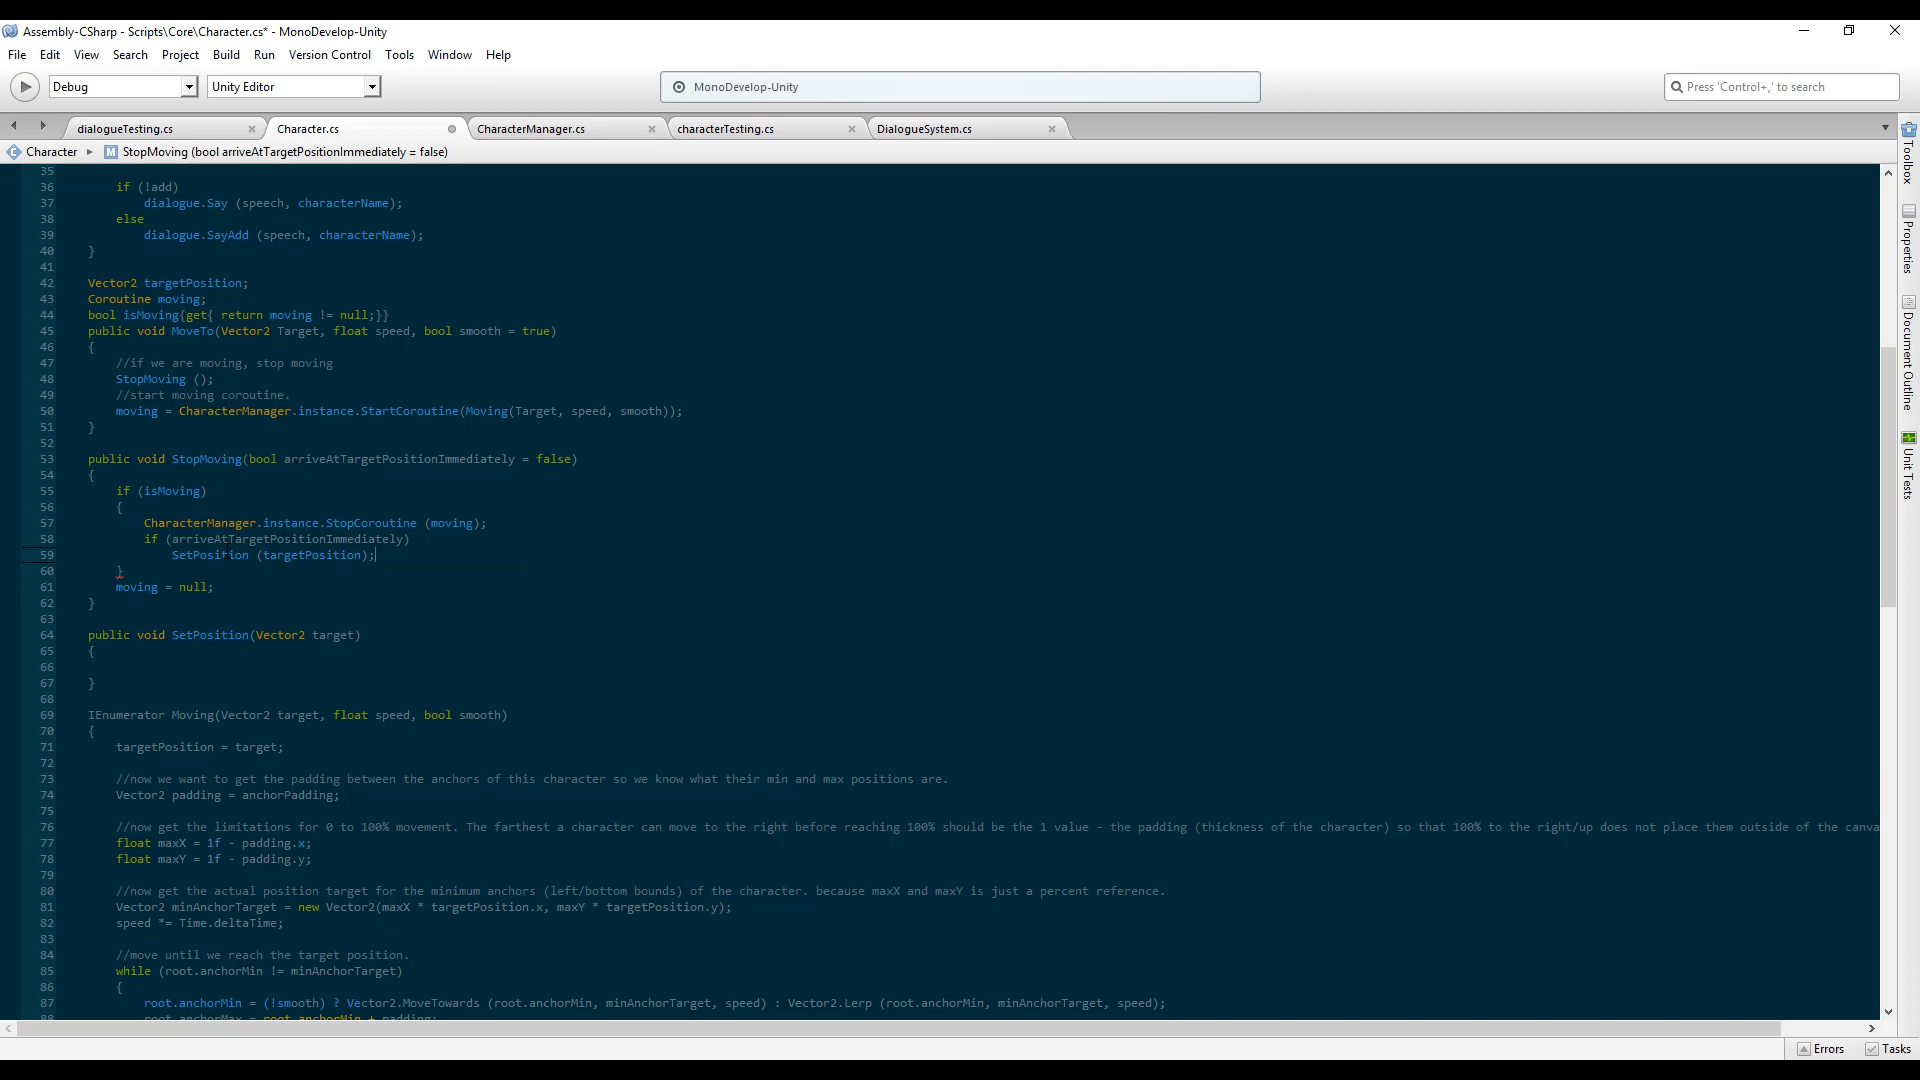 Assembly-CSharp - Scripts\Core\Character.cs* - MonoDevelop-Unity
File Edit View Search Project Build Run Version Control Tools Window Help
Debug Unity Editor MonoDevelop-Unity Press 'Control+,' to search
dialogueTesting.cs Character.cs CharacterManager.cs characterTesting.cs DialogueSystem.cs
Character StopMoving (bool arriveAtTargetPositionImmediately = false)
35
36 if (!add)
37 dialogue.Say (speech, characterName);
38 else
39 dialogue.SayAdd (speech, characterName);
40 }
41
42 Vector2 targetPosition;
43 Coroutine moving;
44 bool isMoving{get{ return moving != null;}}
45 public void MoveTo(Vector2 Target, float speed, bool smooth = true)
46 {
47 //if we are moving, stop moving
48 StopMoving ();
49 //start moving coroutine.
50 moving = CharacterManager.instance.StartCoroutine(Moving(Target, speed, smooth));
51 }
52
53 public void StopMoving(bool arriveAtTargetPositionImmediately = false)
54 {
55 if (isMoving)
56 {
57 CharacterManager.instance.StopCoroutine (moving);
58 if (arriveAtTargetPositionImmediately)
59 SetPosition (targetPosition);
60 }
61 moving = null;
62 }
63
64 public void SetPosition(Vector2 target)
65 {
66
67 }
68
69 IEnumerator Moving(Vector2 target, float speed, bool smooth)
70 {
71 targetPosition = target;
72
73 //now we want to get the padding between the anchors of this character so we know what their min and max positions are.
74 Vector2 padding = anchorPadding;
75
76 //now get the limitations for 0 to 100% movement. The farthest a character can move to the right before reaching 100% should be the 1 value - the padding (thickness of the character) so that 100% to the right/up does not place them outside of the canva
77 float maxX = 1f - padding.x;
78 float maxY = 1f - padding.y;
79
80 //now get the actual position target for the minimum anchors (left/bottom bounds) of the character. because maxX and maxY is just a percent reference.
81 Vector2 minAnchorTarget = new Vector2(maxX * targetPosition.x, maxY * targetPosition.y);
82 speed *= Time.deltaTime;
83
84 //move until we reach the target position.
85 while (root.anchorMin != minAnchorTarget)
86 {
87 root.anchorMin = (!smooth) ? Vector2.MoveTowards (root.anchorMin, minAnchorTarget, speed) : Vector2.Lerp (root.anchorMin, minAnchorTarget, speed);
88 root.anchorMax = root.anchorMin + padding;
Toolbox
Properties
Document Outline
Unit Tests
Errors Tasks